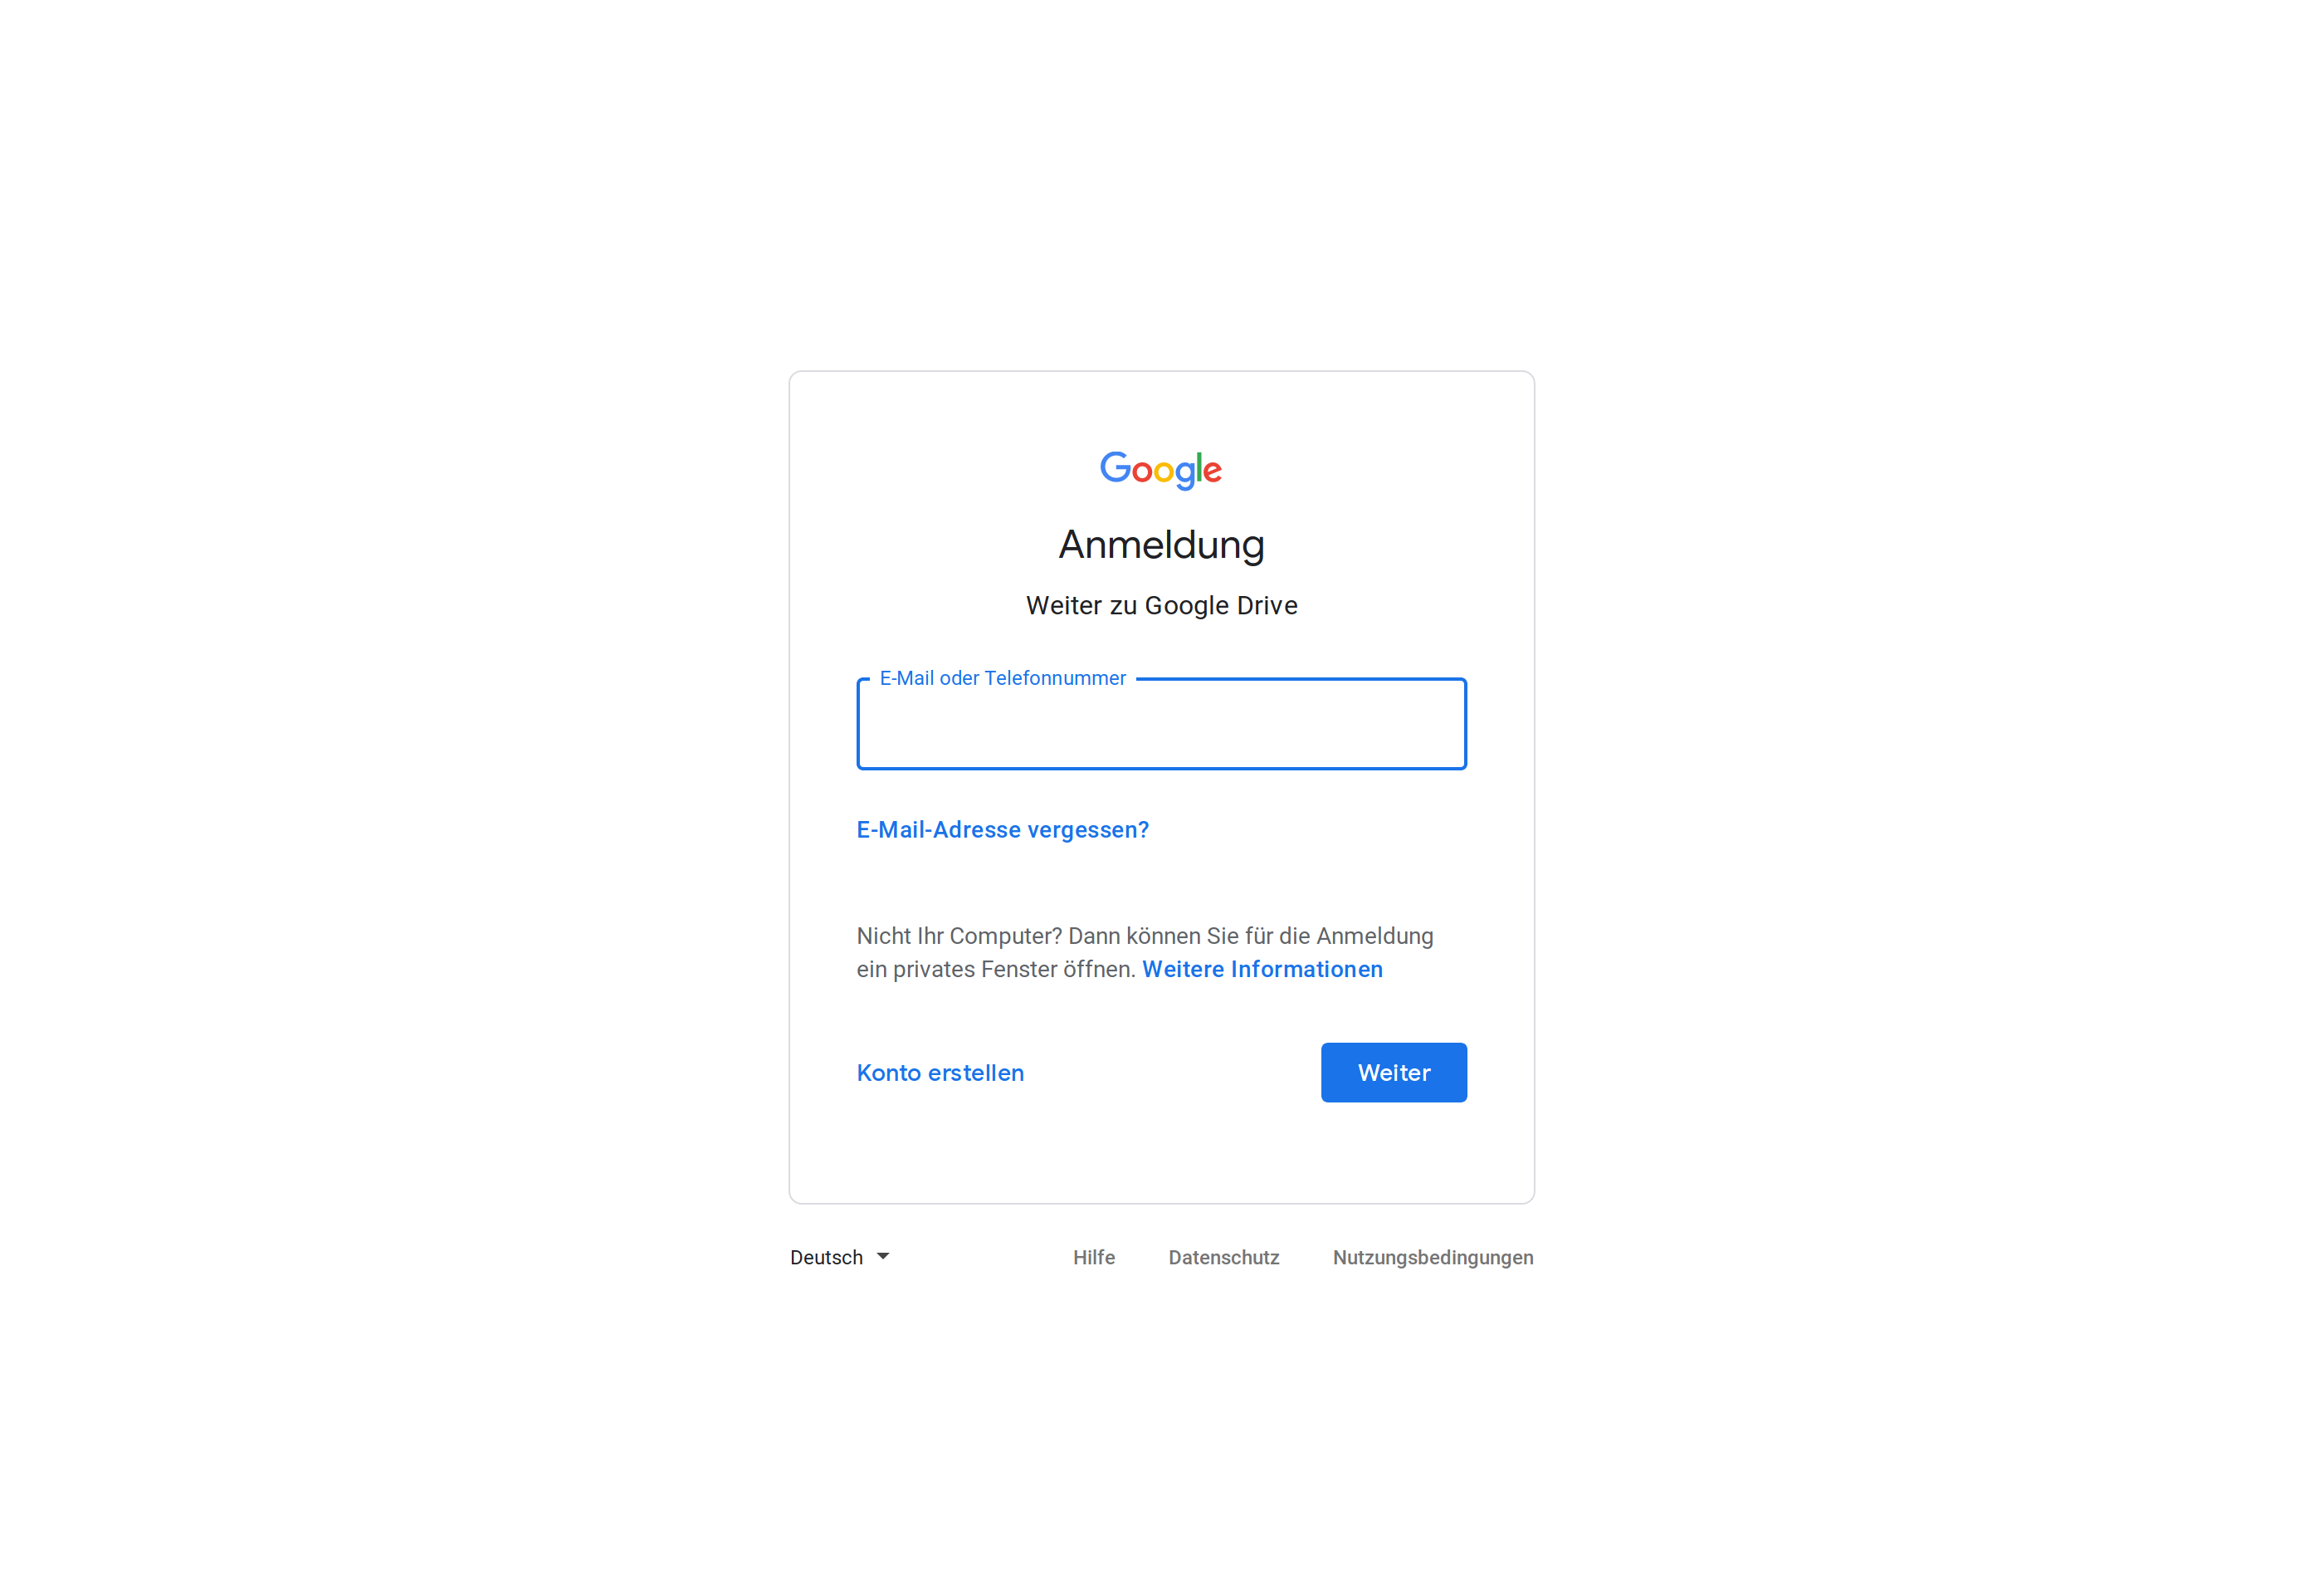 Google
Anmeldung
Weiter zu Google Drive
E-Mail oder Telefonnummer
E-Mail-Adresse vergessen?
Nicht Ihr Computer? Dann können Sie für die Anmeldung
ein privates Fenster öffnen. Weitere Informationen
Konto erstellen
Weiter
Deutsch
Hilfe
Datenschutz
Nutzungsbedingungen